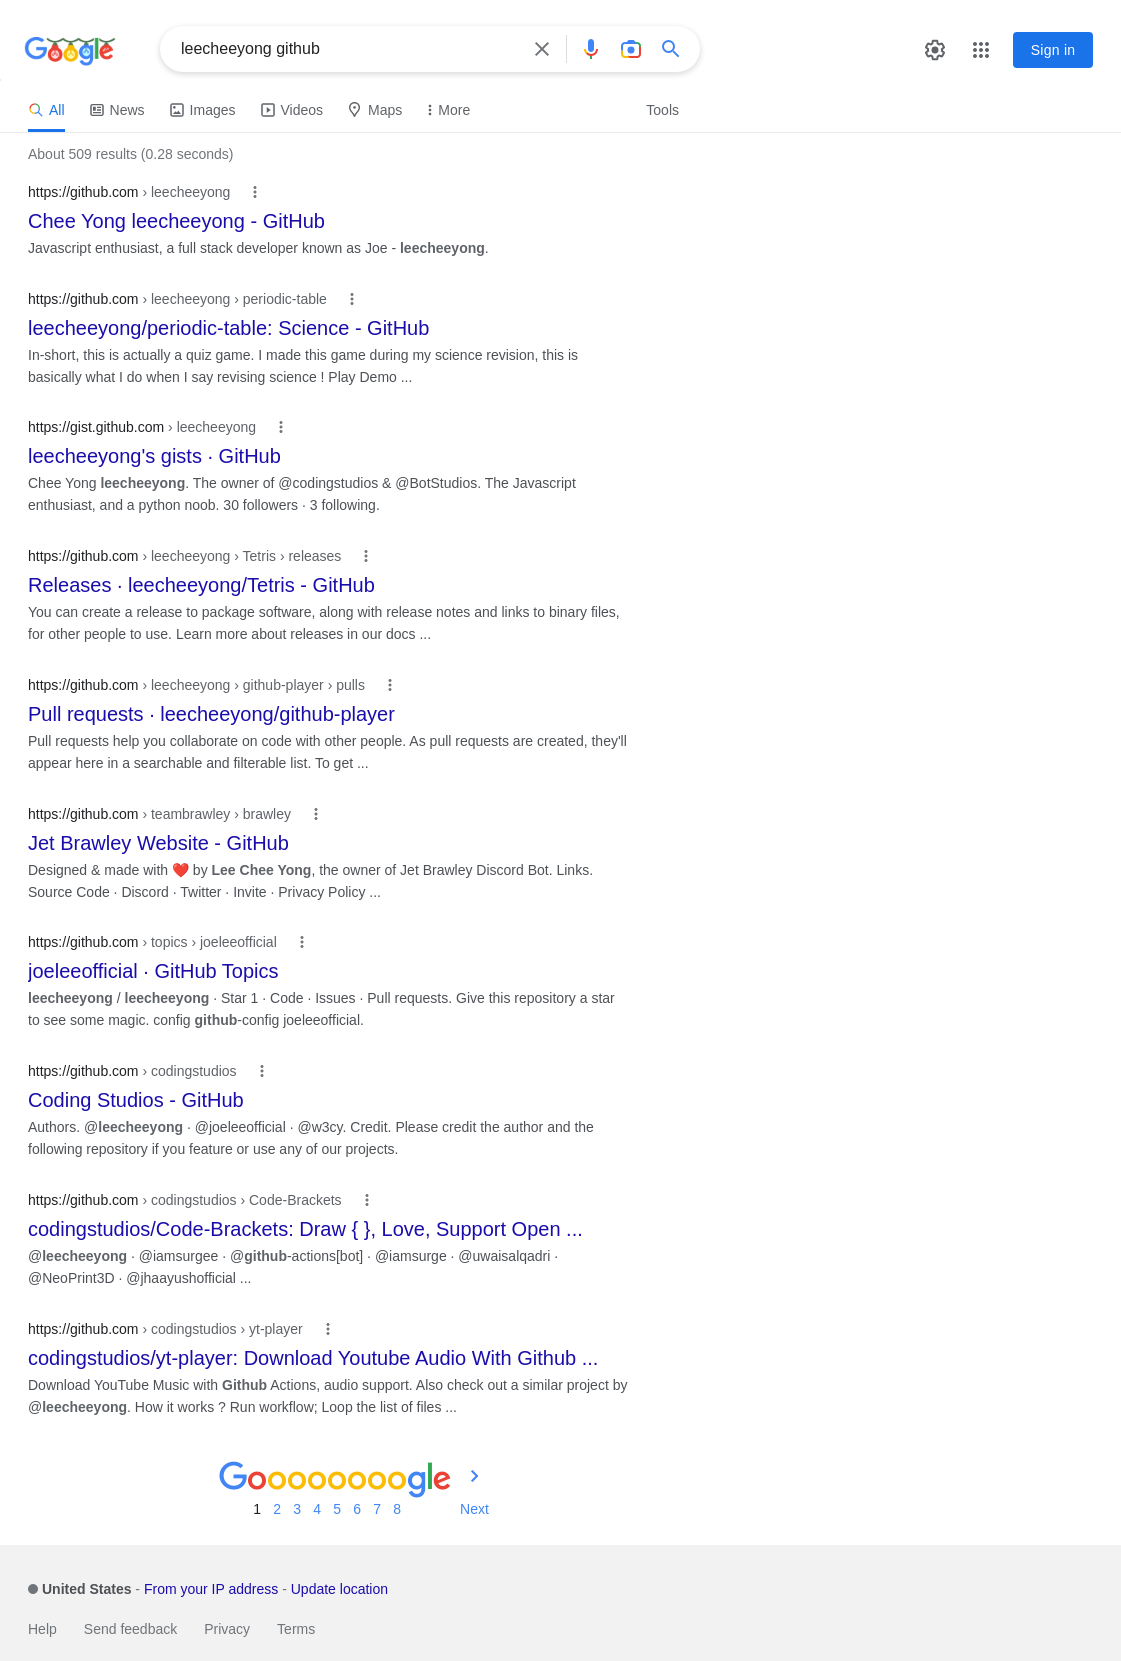 Google
leecheeyong github
Sign in
All
News
Images
Videos
Maps
More
Tools
About 509 results (0.28 seconds)
https://github.com › leecheeyong
Chee Yong leecheeyong - GitHub
Javascript enthusiast, a full stack developer known as Joe - leecheeyong.
https://github.com › leecheeyong › periodic-table
leecheeyong/periodic-table: Science - GitHub
In-short, this is actually a quiz game. I made this game during my science revision, this is
basically what I do when I say revising science ! Play Demo ...
https://gist.github.com › leecheeyong
leecheeyong's gists · GitHub
Chee Yong leecheeyong. The owner of @codingstudios & @BotStudios. The Javascript
enthusiast, and a python noob. 30 followers · 3 following.
https://github.com › leecheeyong › Tetris › releases
Releases · leecheeyong/Tetris - GitHub
You can create a release to package software, along with release notes and links to binary files,
for other people to use. Learn more about releases in our docs ...
https://github.com › leecheeyong › github-player › pulls
Pull requests · leecheeyong/github-player
Pull requests help you collaborate on code with other people. As pull requests are created, they'll
appear here in a searchable and filterable list. To get ...
https://github.com › teambrawley › brawley
Jet Brawley Website - GitHub
Designed & made with ❤️ by Lee Chee Yong, the owner of Jet Brawley Discord Bot. Links.
Source Code · Discord · Twitter · Invite · Privacy Policy ...
https://github.com › topics › joeleeofficial
joeleeofficial · GitHub Topics
leecheeyong / leecheeyong · Star 1 · Code · Issues · Pull requests. Give this repository a star
to see some magic. config github-config joeleeofficial.
https://github.com › codingstudios
Coding Studios - GitHub
Authors. @leecheeyong · @joeleeofficial · @w3cy. Credit. Please credit the author and the
following repository if you feature or use any of our projects.
https://github.com › codingstudios › Code-Brackets
codingstudios/Code-Brackets: Draw { }, Love, Support Open ...
@leecheeyong · @iamsurgee · @github-actions[bot] · @iamsurge · @uwaisalqadri ·
@NeoPrint3D · @jhaayushofficial ...
https://github.com › codingstudios › yt-player
codingstudios/yt-player: Download Youtube Audio With Github ...
Download YouTube Music with Github Actions, audio support. Also check out a similar project by
@leecheeyong. How it works ? Run workflow; Loop the list of files ...
Goooooooogle
1 2 3 4 5 6 7 8 Next
United States - From your IP address - Update location
Help Send feedback Privacy Terms